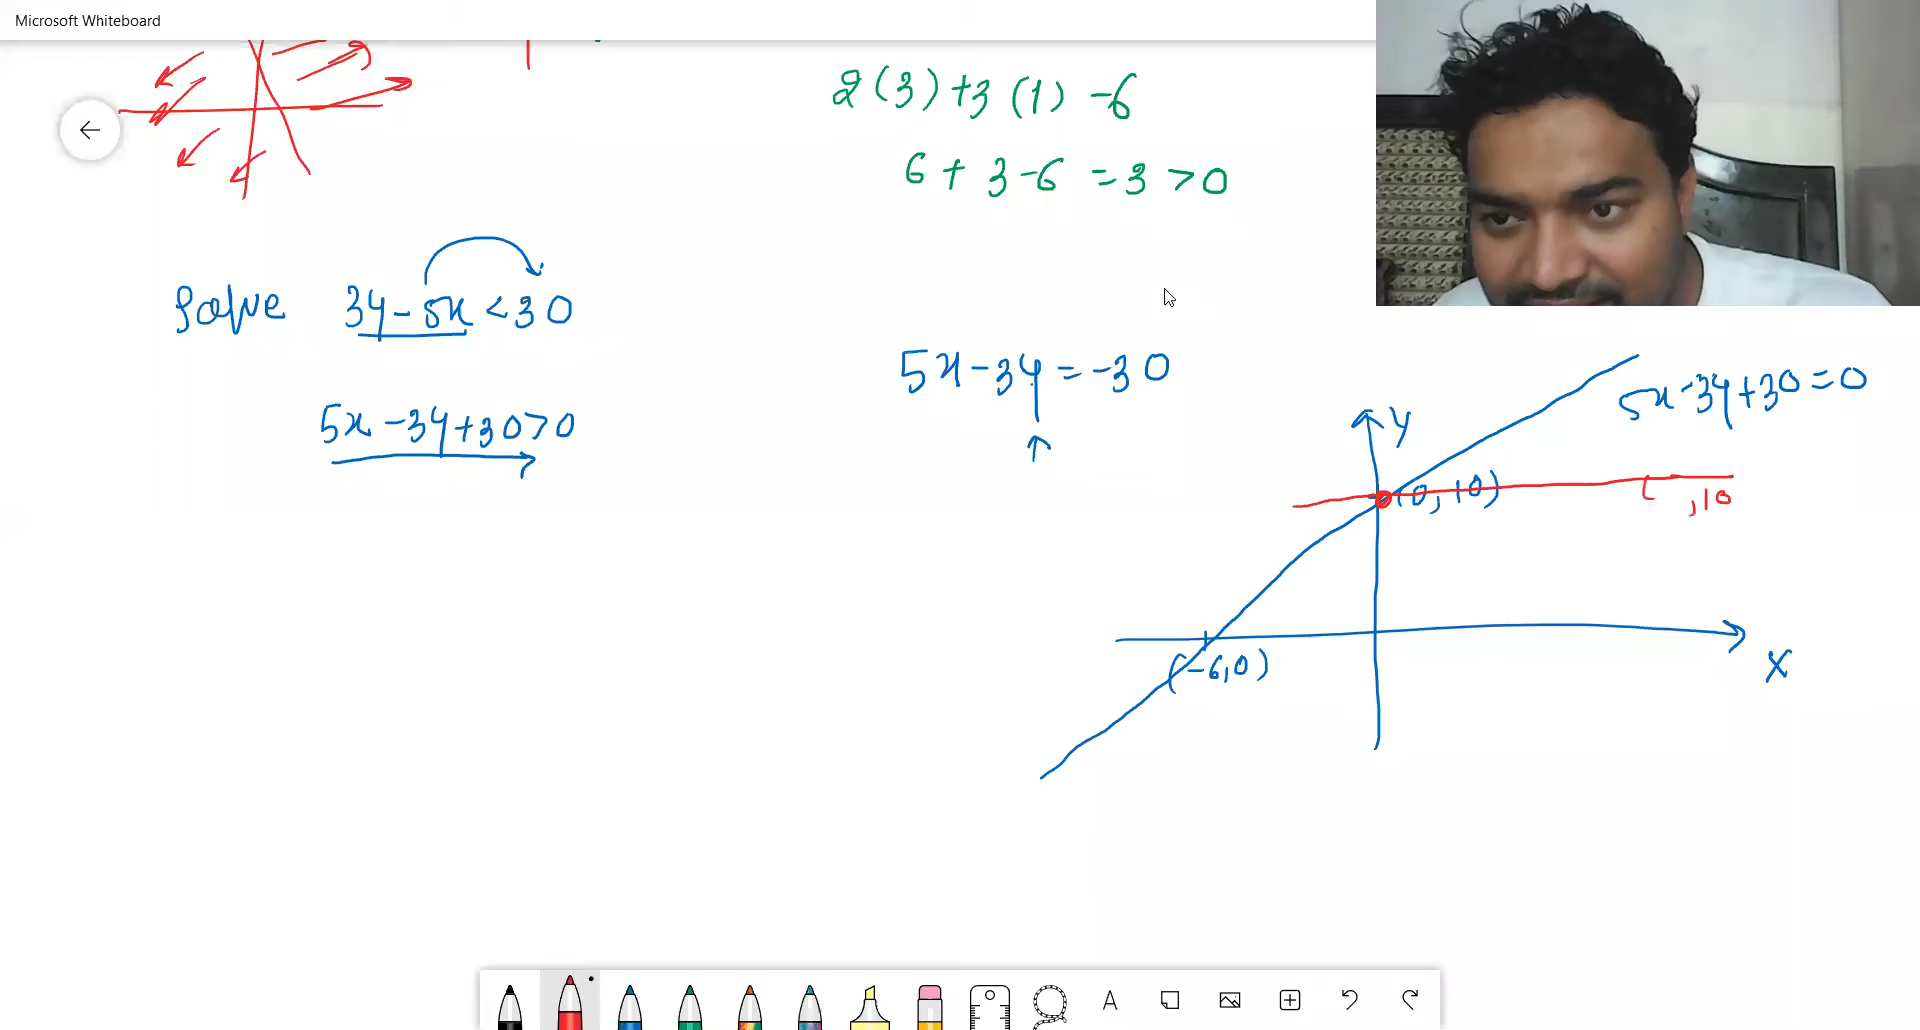 Microsoft Whiteboard
2(3)+3(1)-6
6+3-6=3>0
Solve 3y-5x<30
5x-3y+30>0
5x-3y=-30
5x-3y+30=0
Y
(0,10)
( ,10
(-6,0)
X
A